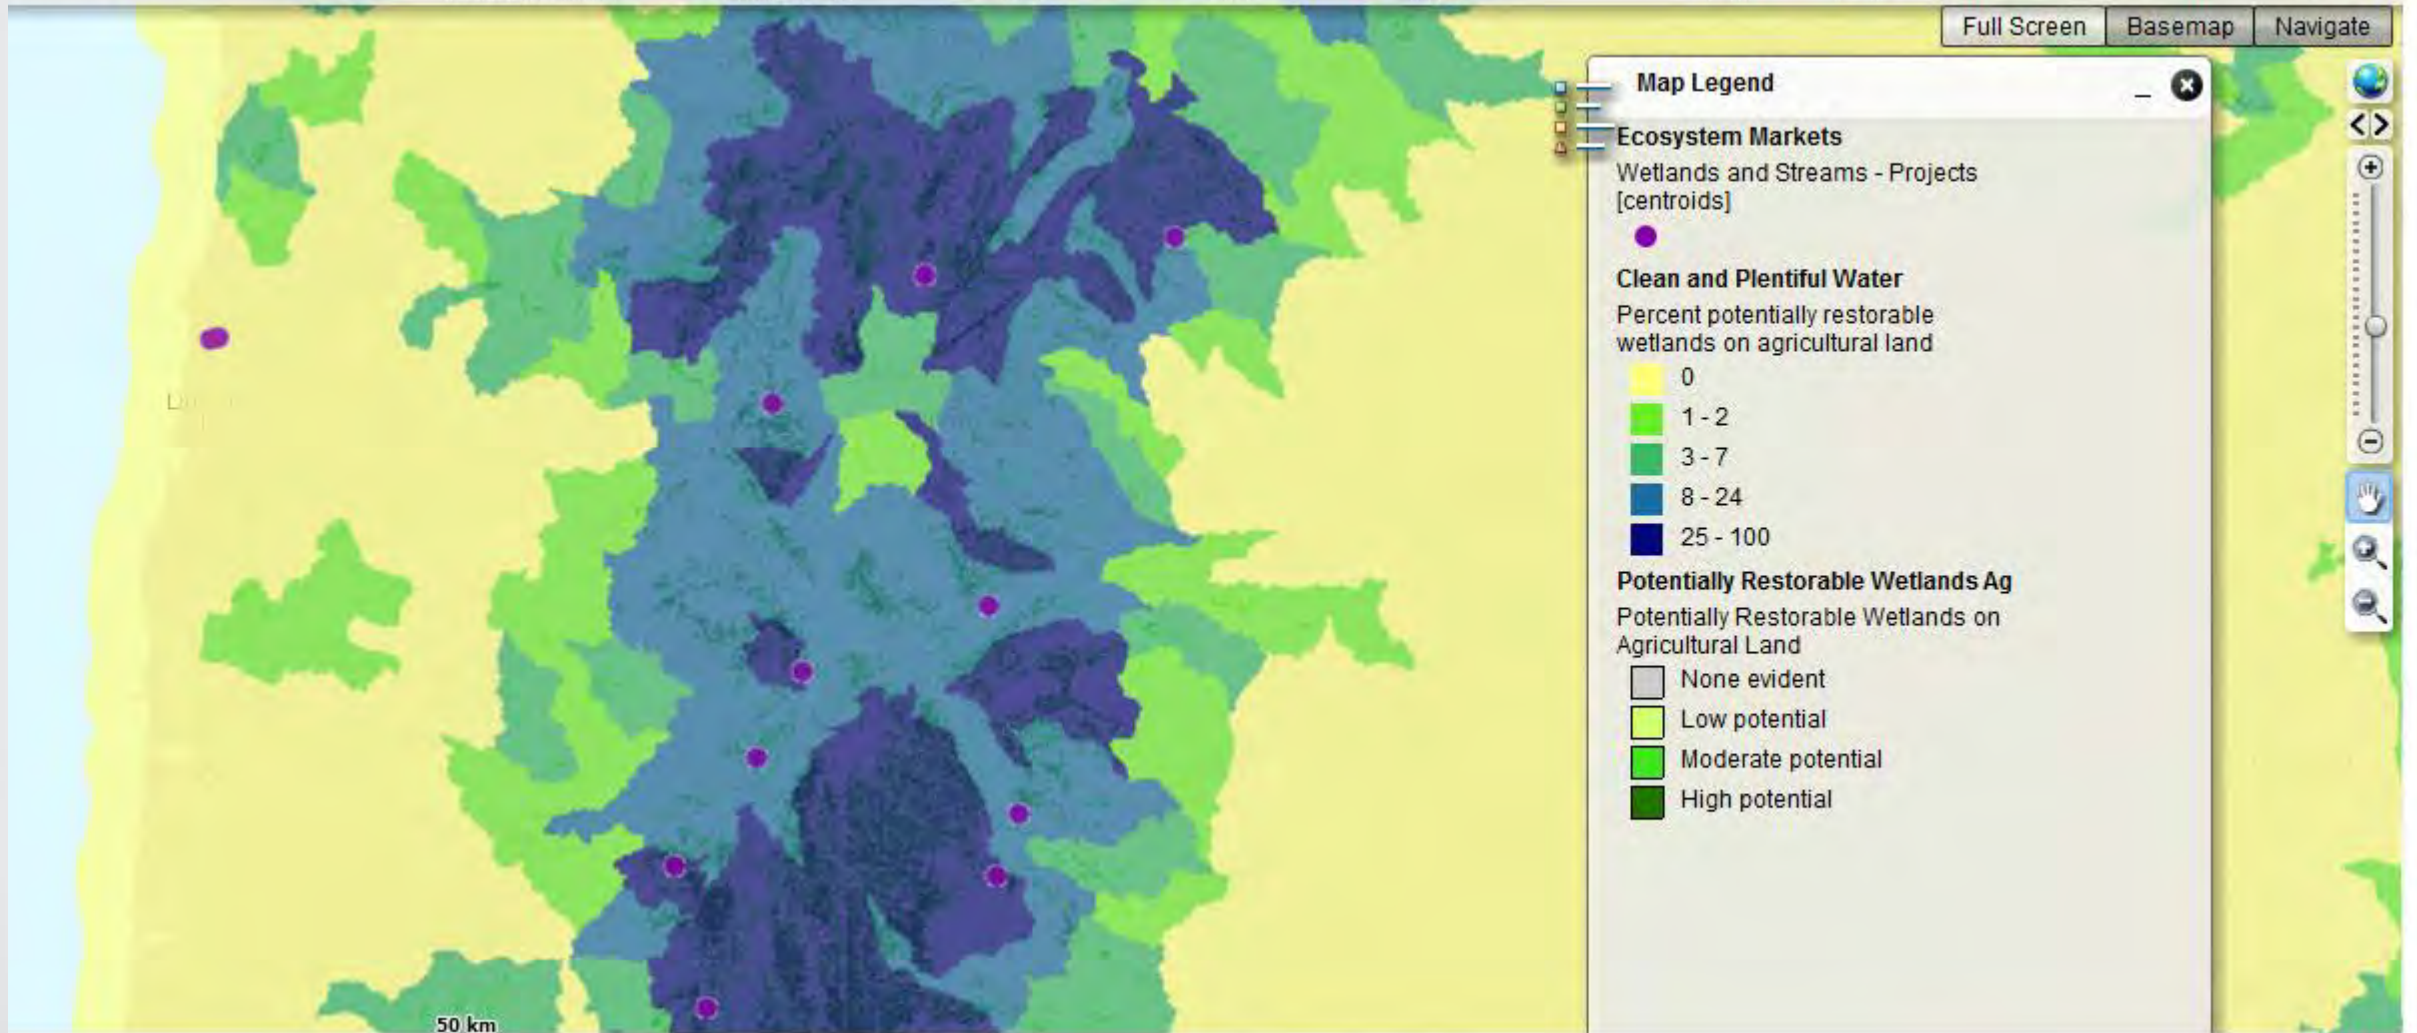 Full Screen
Basemap
Navigate
Map Legend
Ecosystem Markets
Wetlands and Streams - Projects
[centroids]
Clean and Plentiful Water
Percent potentially restorable
wetlands on agricultural land
0
1 - 2
3 - 7
8 - 24
25 - 100
Potentially Restorable Wetlands Ag
Potentially Restorable Wetlands on
Agricultural Land
None evident
Low potential
Moderate potential
High potential
50 km